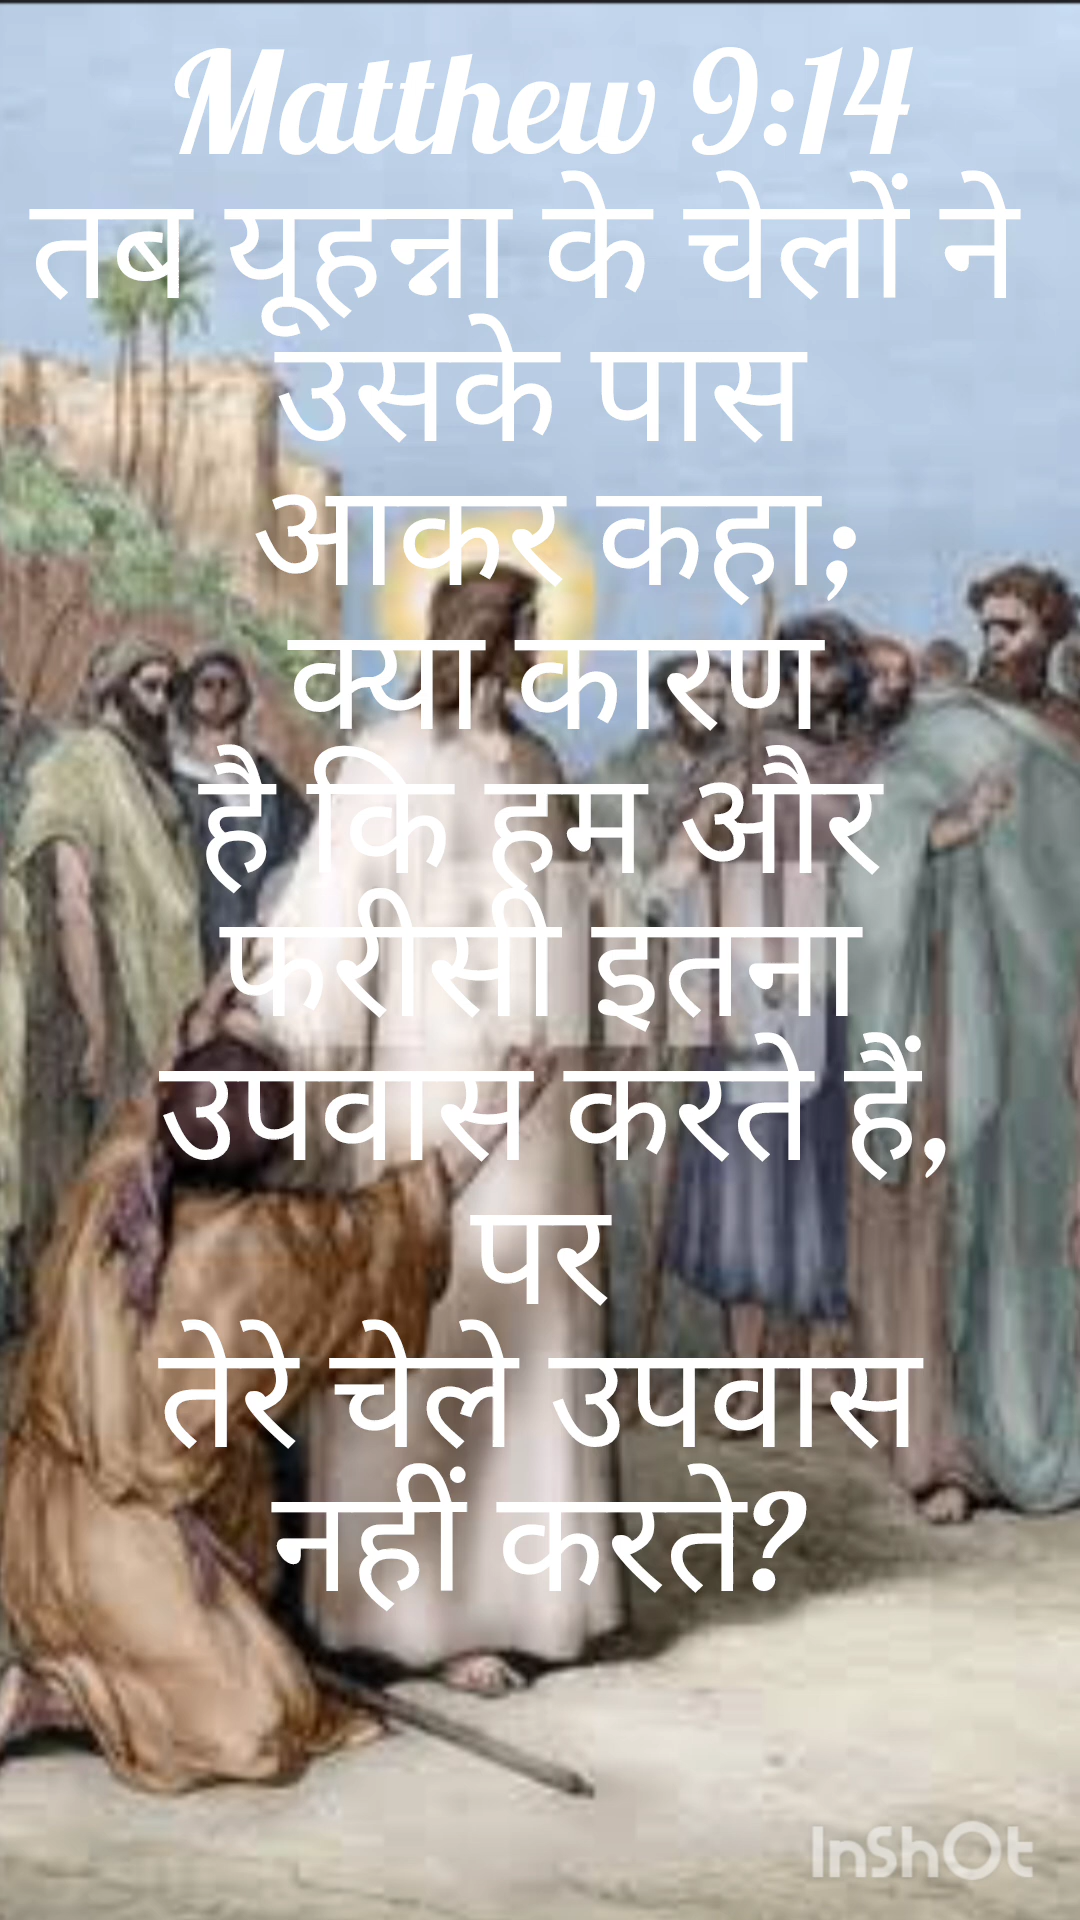 Matthew 9:14
तब यूहन्ना के चेलों ने
उसके पास
आकर कहा;
क्या कारण
है कि हम और
फरीसी इतना
उपवास करते हैं,
पर
तेरे चेले उपवास
नहीं करते?
InShOt